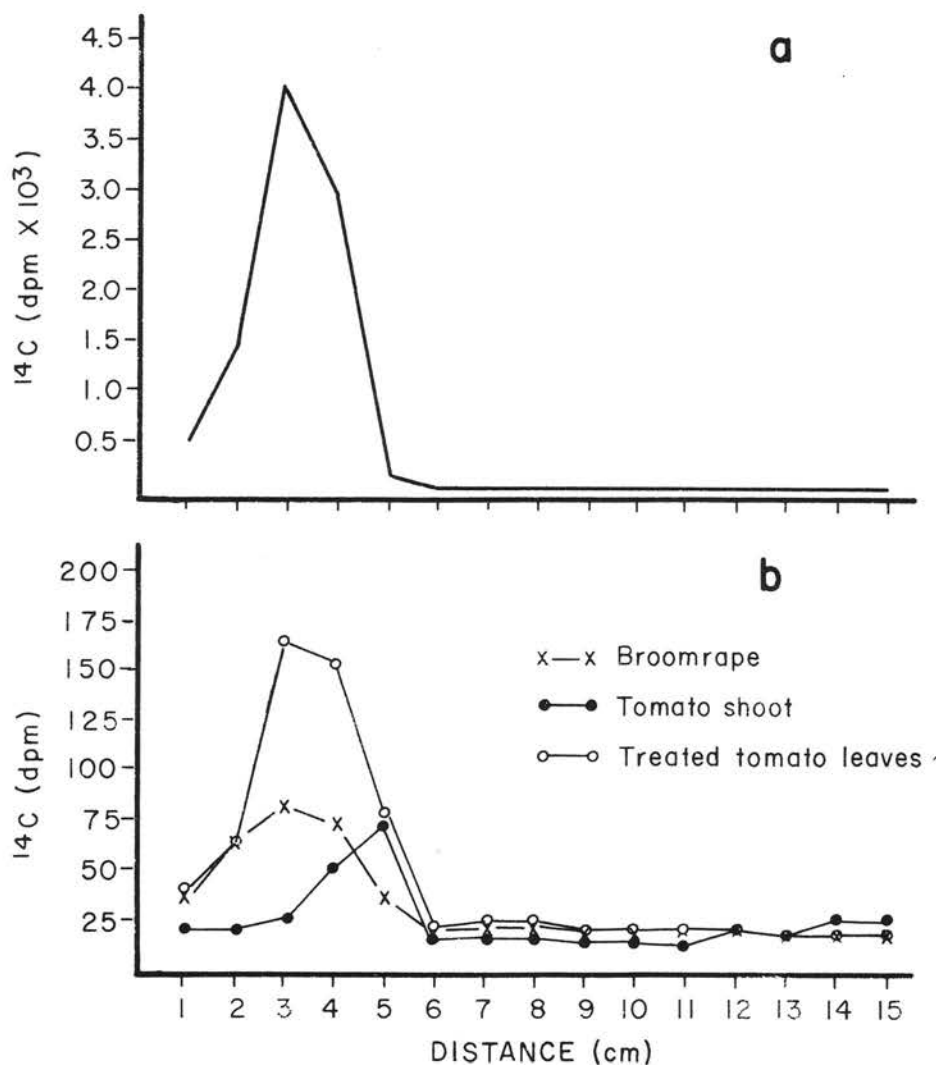 a
4.5
4.0
3.5
3.0
2.5
2.0
1.5
1.0
0.5
14C (dpm X 10³)
b
200
175
150
125
100
75
50
25
14C (dpm)
x—x Broomrape
Tomato shoot
Treated tomato leaves
1 2 3 4 5 6 7 8 9 10 11 12 13 14 15
DISTANCE (cm)